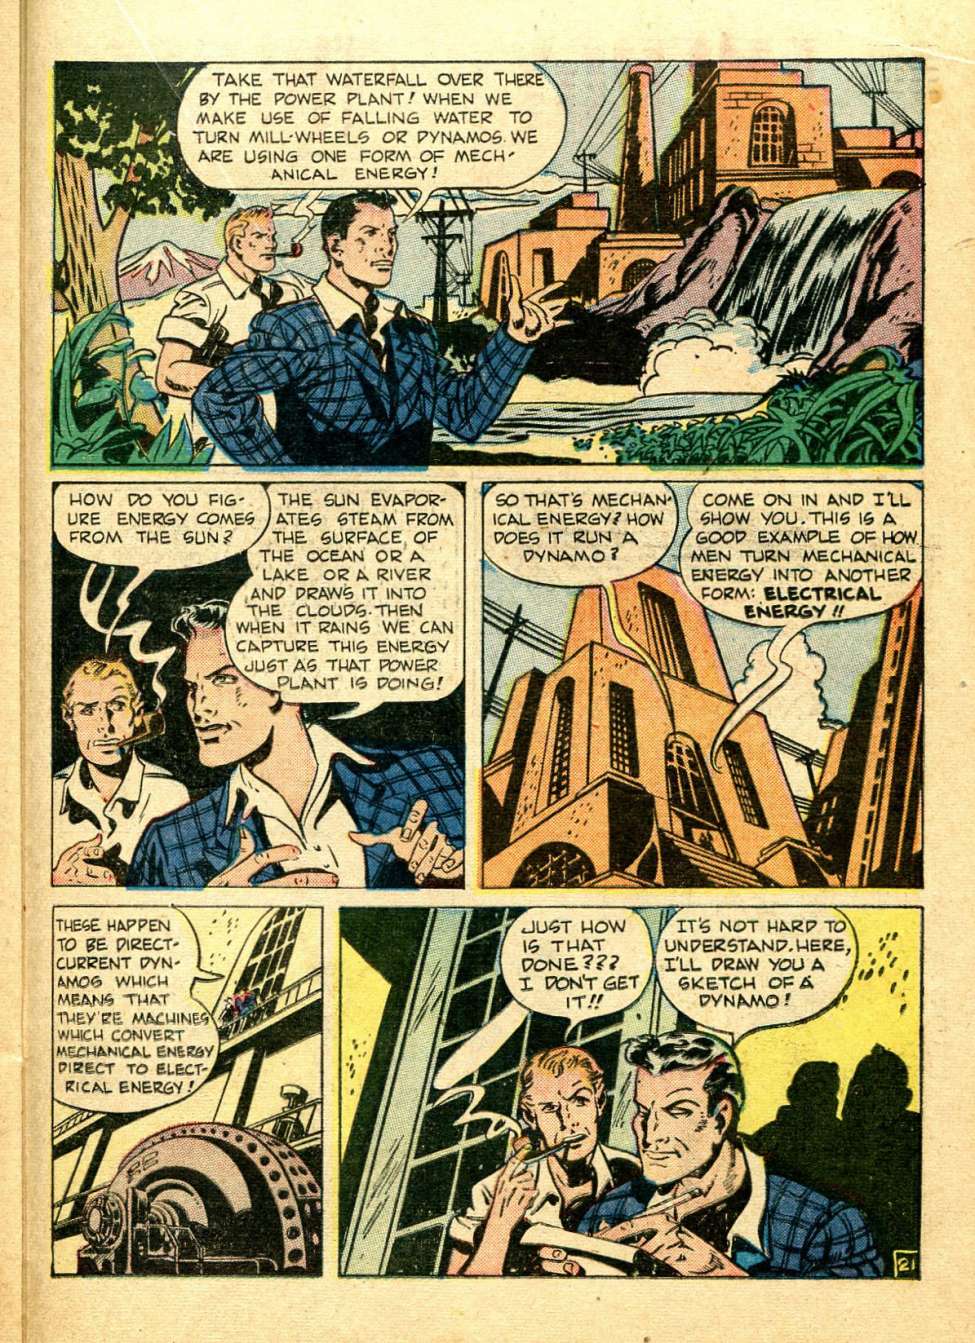 TAKE THAT WATERFALL OVER THERE
BY THE POWER PLANT! WHEN WE
MAKE USE OF FALLING WATER TO
TURN MILL-WHEELS OR DYNAMOS. WE
ARE USING ONE FORM OF MECH-
ANICAL ENERGY!
HOW DO YOU FIG-
URE ENERGY COMES
FROM THE SUN?
THE SUN EVAPOR-
ATES STEAM FROM
THE SURFACE OF
THE OCEAN OR A
LAKE OR A RIVER
AND DRAWS IT INTO
THE CLOUDS. THEN
WHEN IT RAINS WE CAN
CAPTURE THIS ENERGY
JUST AS THAT POWER
PLANT IS DOING!
SO THAT'S MECHAN-
ICAL ENERGY? HOW
DOES IT RUN A
DYNAMO?
COME ON IN AND I'LL
SHOW YOU. THIS IS A
GOOD EXAMPLE OF HOW
MEN TURN MECHANICAL
ENERGY INTO ANOTHER
FORM: ELECTRICAL
ENERGY!!
THESE HAPPEN
TO BE DIRECT-
CURRENT DYN-
AMOS WHICH
MEANS THAT
THEY'RE MACHINES
WHICH CONVERT
MECHANICAL ENERGY
DIRECT TO ELECT-
RICAL ENERGY!
JUST HOW
IS THAT
DONE???
I DON'T GET
IT!!
IT'S NOT HARD TO
UNDERSTAND. HERE,
I'LL DRAW YOU A
SKETCH OF A
DYNAMO!
21